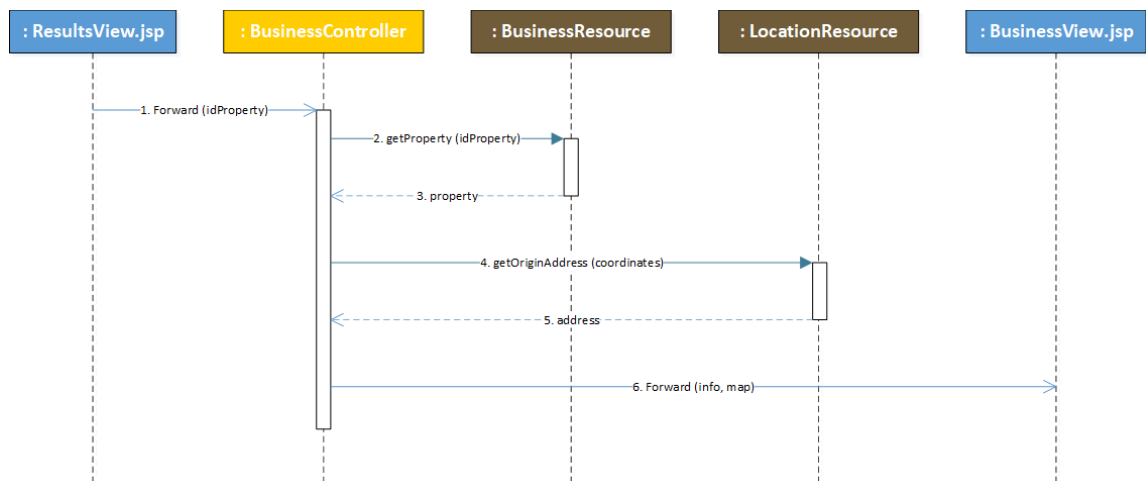 : ResultsView.jsp
: BusinessController
: BusinessResource
: LocationResource
: BusinessView.jsp
1. Forward (idProperty)
2. getProperty (idProperty)
3. property
4. getOriginAddress (coordinates)
5. address
6. Forward (info, map)